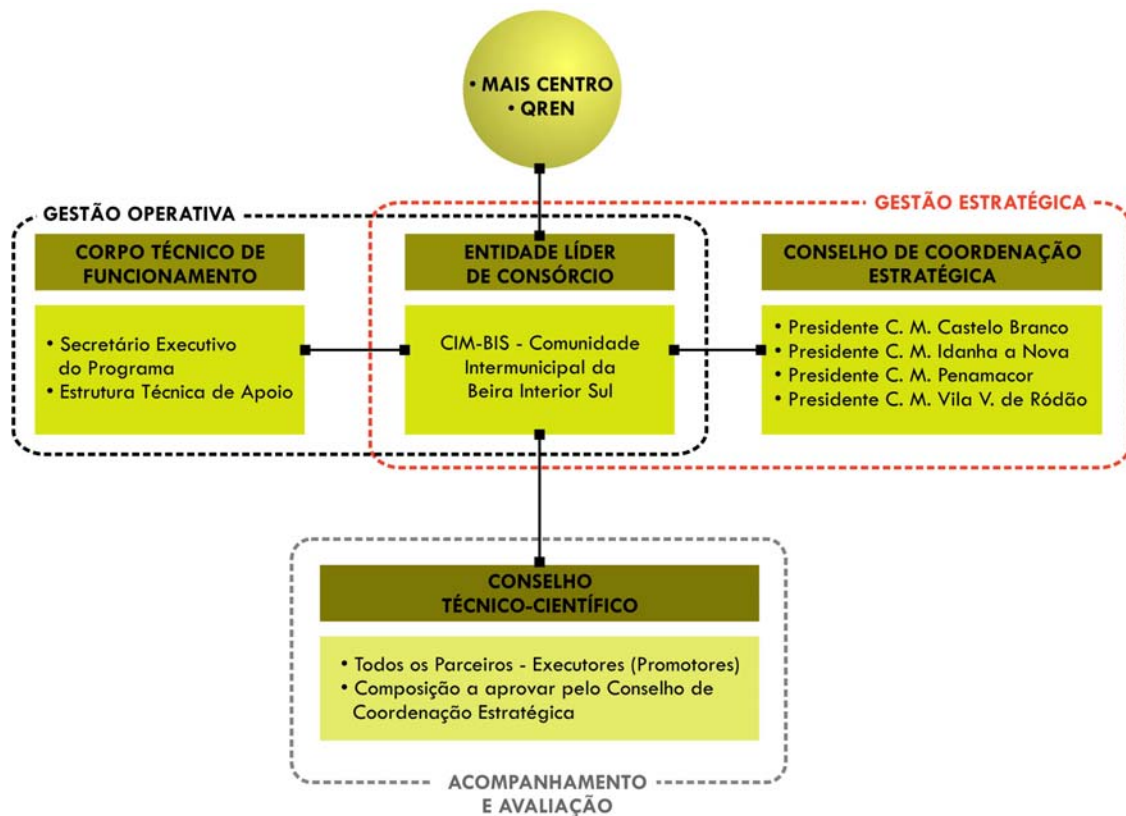 • MAIS CENTRO
• QREN
GESTÃO OPERATIVA
GESTÃO ESTRATÉGICA
CORPO TÉCNICO DE
FUNCIONAMENTO
• Secretário Executivo
do Programa
• Estrutura Técnica de Apoio
ENTIDADE LÍDER
DE CONSÓRCIO
CIM-BIS - Comunidade
Intermunicipal da
Beira Interior Sul
CONSELHO DE COORDENAÇÃO
ESTRATÉGICA
• Presidente C. M. Castelo Branco
• Presidente C. M. Idanha a Nova
• Presidente C. M. Penamacor
• Presidente C. M. Vila V. de Ródão
CONSELHO
TÉCNICO-CIENTÍFICO
• Todos os Parceiros - Executores (Promotores)
• Composição a aprovar pelo Conselho de
Coordenação Estratégica
ACOMPANHAMENTO
E AVALIAÇÃO